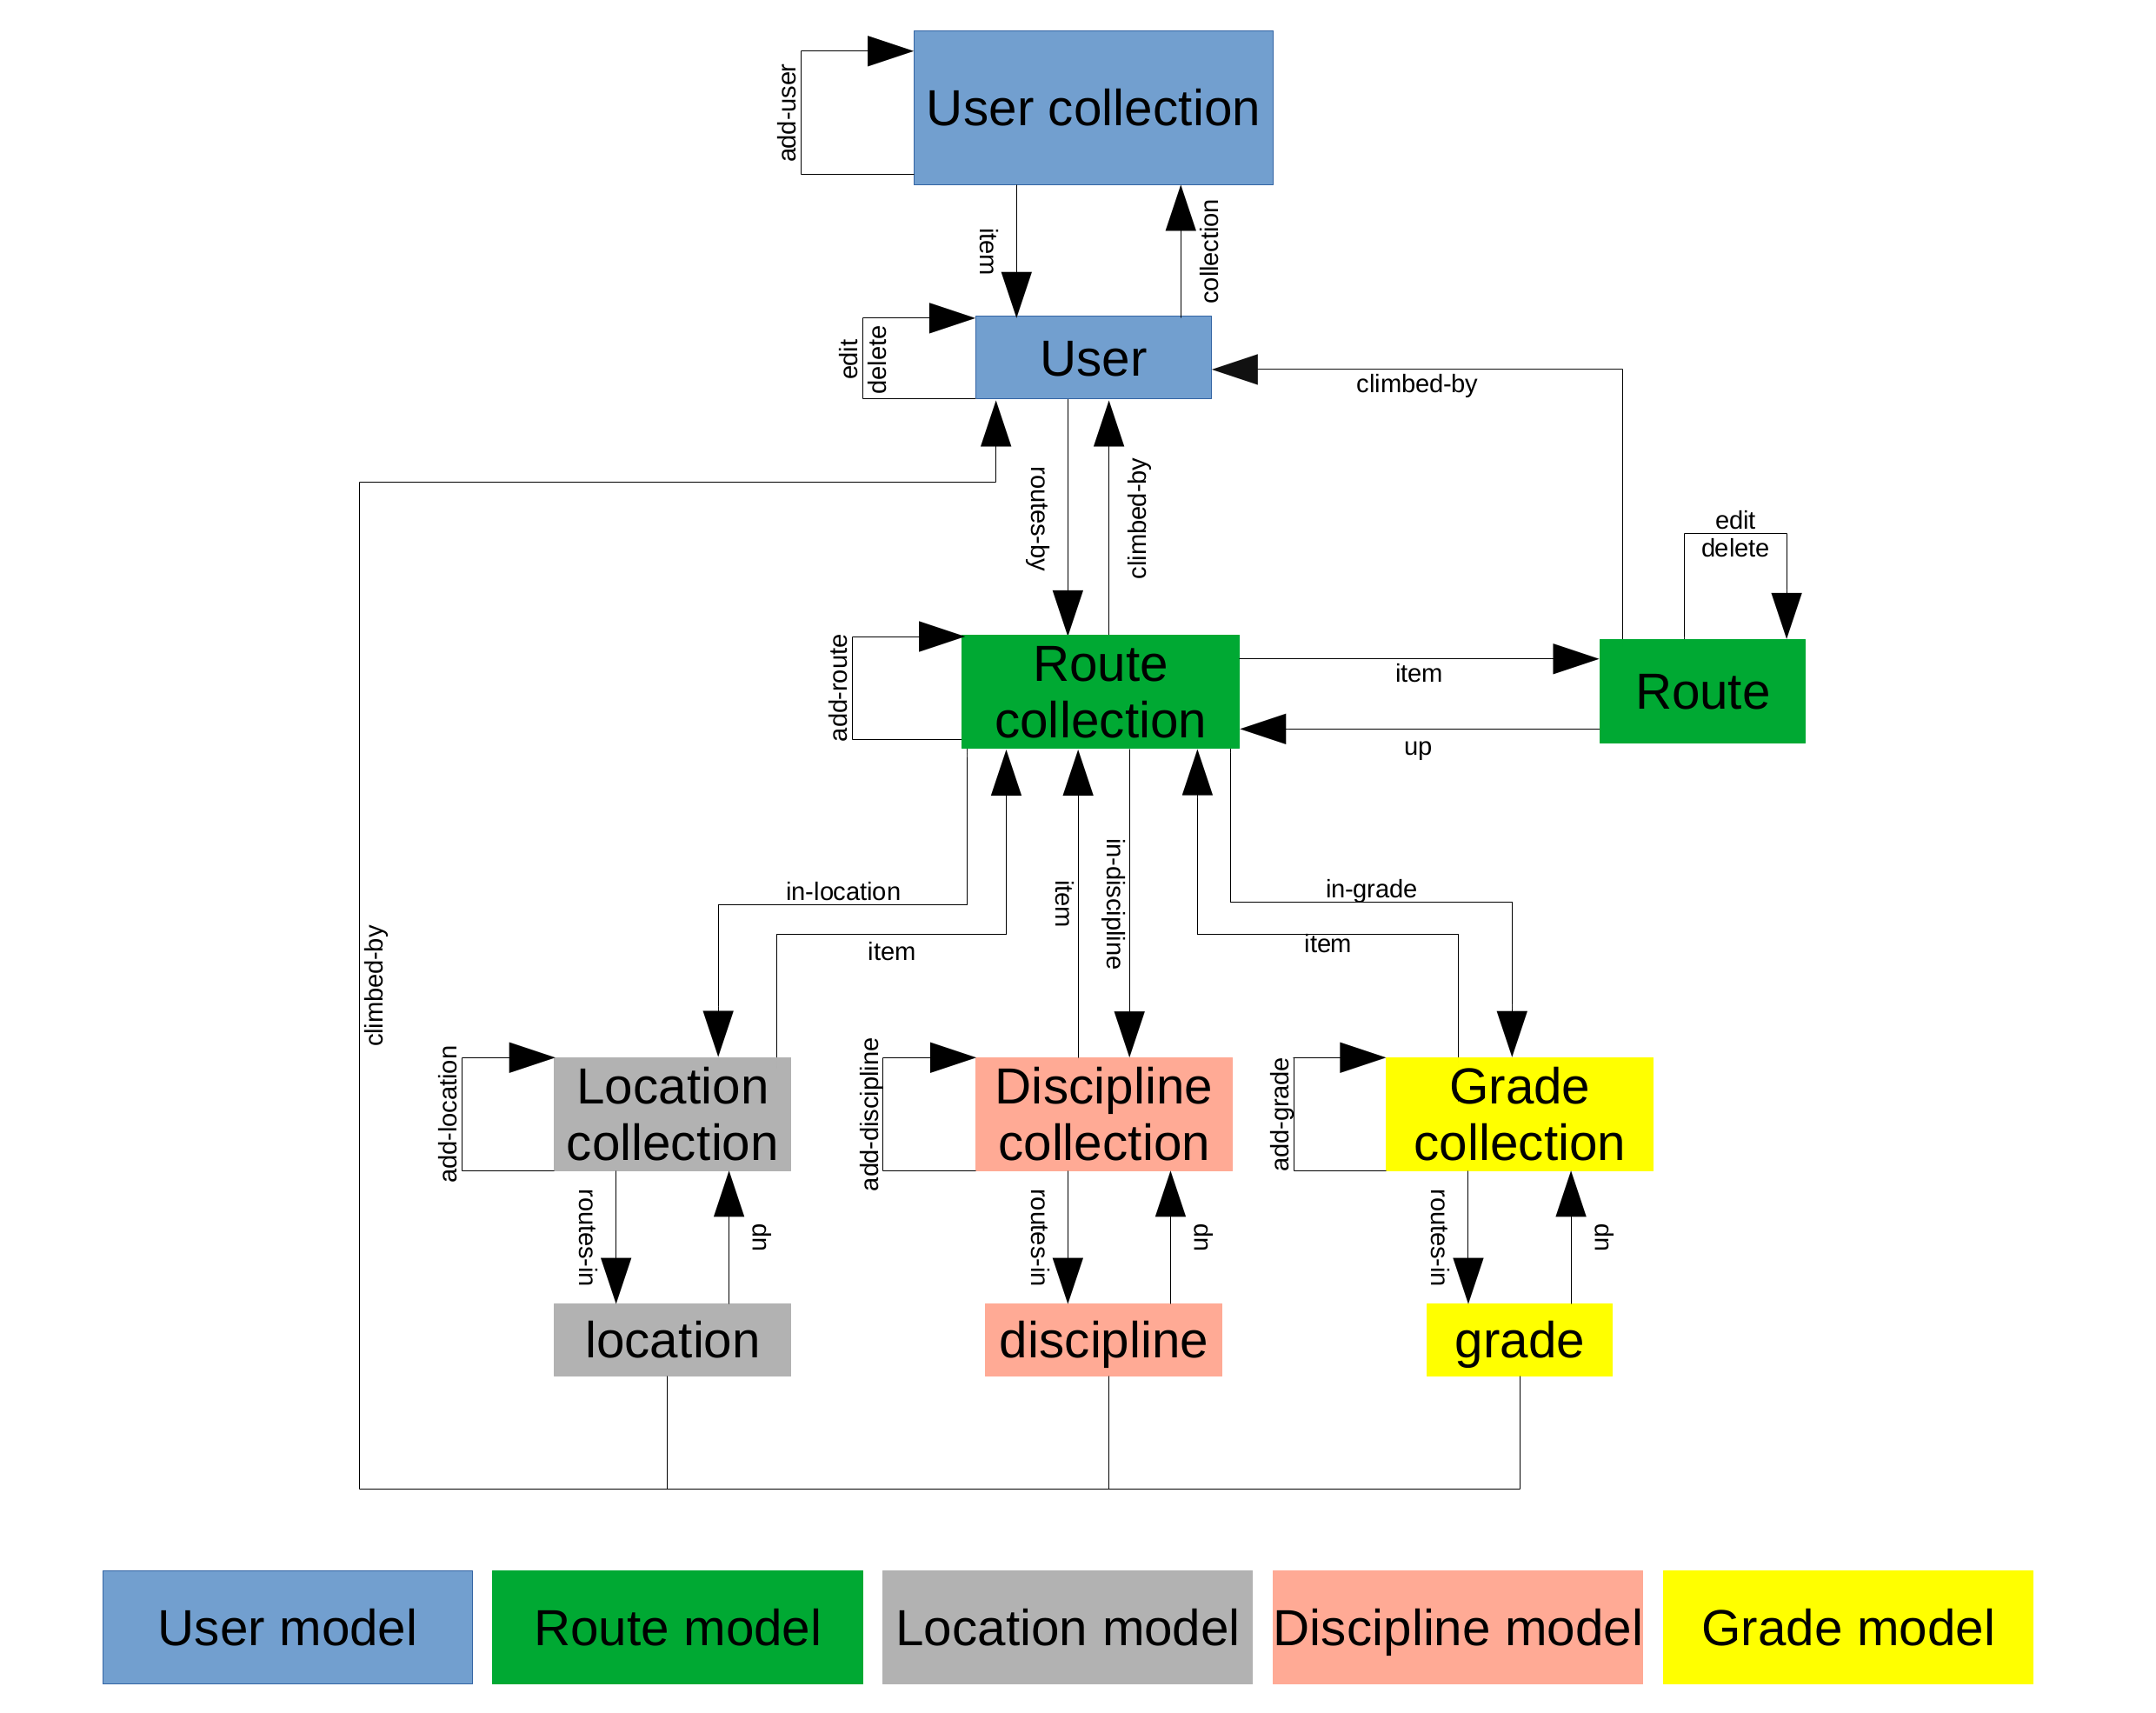 add-user
User collection
item
collection
edit
delete
User
climbed-by
routes-by
climbed-by
edit
delete
add-route
Route
collection
item
up
Route
in-location
item
item
in-discipline
in-grade
item
climbed-by
add-location
Location
collection
add-discipline
Discipline
collection
add-grade
Grade
collection
routes-in
up
routes-in
up
routes-in
up
location
discipline
grade
User model
Route model
Location model
Discipline model
Grade model